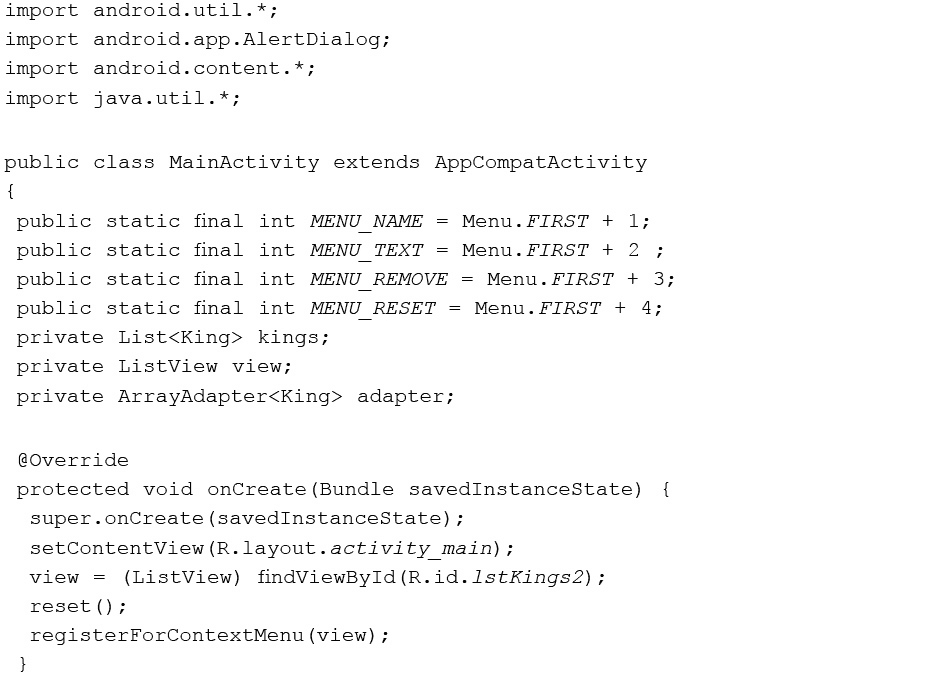 import android.util.*;
import android.app.AlertDialog;
import android.content.*;
import java.util.*;
public class MainActivity extends AppCompatActivity
{
public static final int MENU_NAME = Menu.FIRST + 1;
public static final int MENU_TEXT = Menu.FIRST + 2 ;
public static final int MENU_REMOVE = Menu.FIRST + 3;
public static final int MENU_RESET = Menu.FIRST + 4;
private List<King> kings;
private ListView view;
private ArrayAdapter<King> adapter;
@Override
protected void onCreate(Bundle savedInstanceState) {
super.onCreate(savedInstanceState);
setContentView(R.layout.activity_main);
view = (ListView) findViewById(R.id.lstKings2);
reset();
registerForContextMenu(view);
}